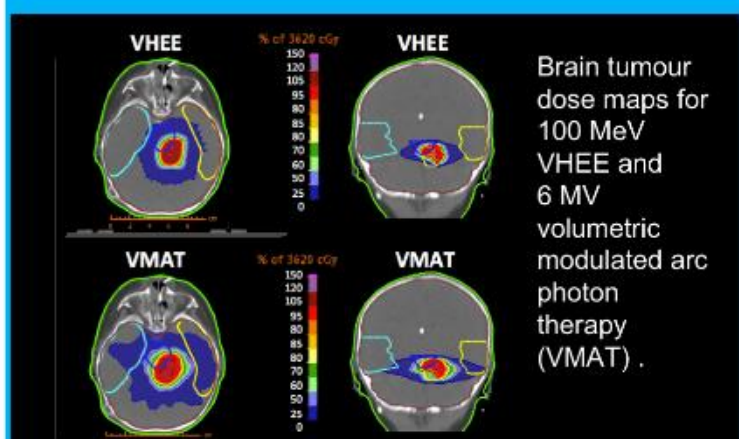 VHEE
% of 3620 cGy
VHEE
150
120
105
95
90
85
80
70
60
50
25
0
Brain tumour
dose maps for
100 MeV
VHEE and
6 MV
volumetric
modulated arc
photon
therapy
(VMAT) .
VMAT
% of 3620 cGy
VMAT
150
120
105
95
90
85
80
70
60
50
25
0